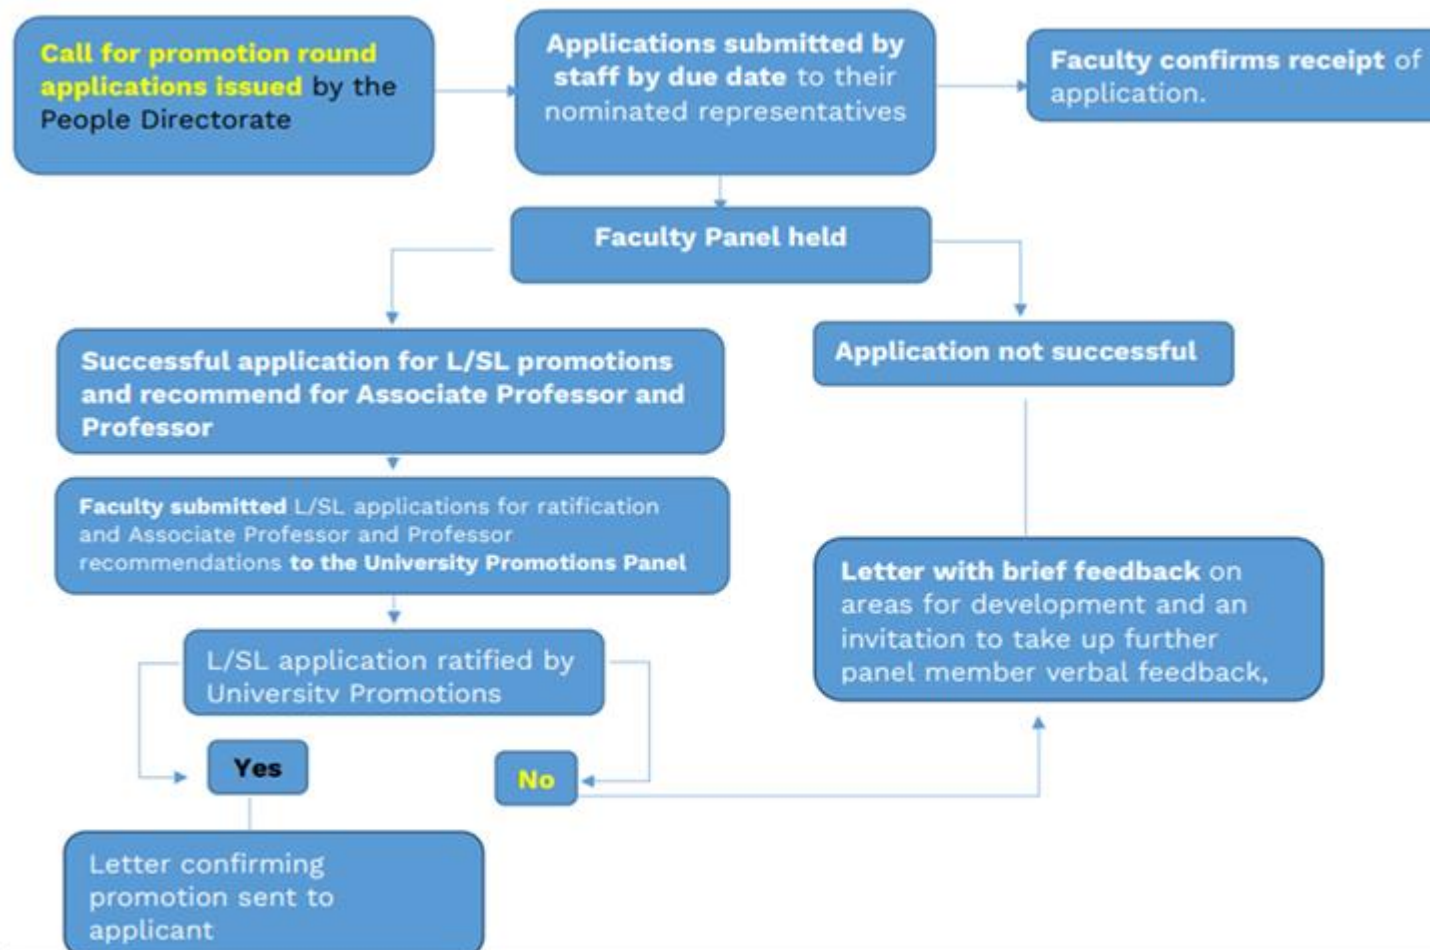 Call for promotion round
applications issued by the
People Directorate
Applications submitted by
staff by due date to their
nominated representatives
Faculty confirms receipt of
application.
Faculty Panel held
Successful application for L/SL promotions
and recommend for Associate Professor and
Professor
Application not successful
Faculty submitted L/SL applications for ratification
and Associate Professor and Professor
recommendations to the University Promotions Panel
Letter with brief feedback on
areas for development and an
invitation to take up further
panel member verbal feedback,
L/SL application ratified by
University Promotions
Yes
No
Letter confirming
promotion sent to
applicant